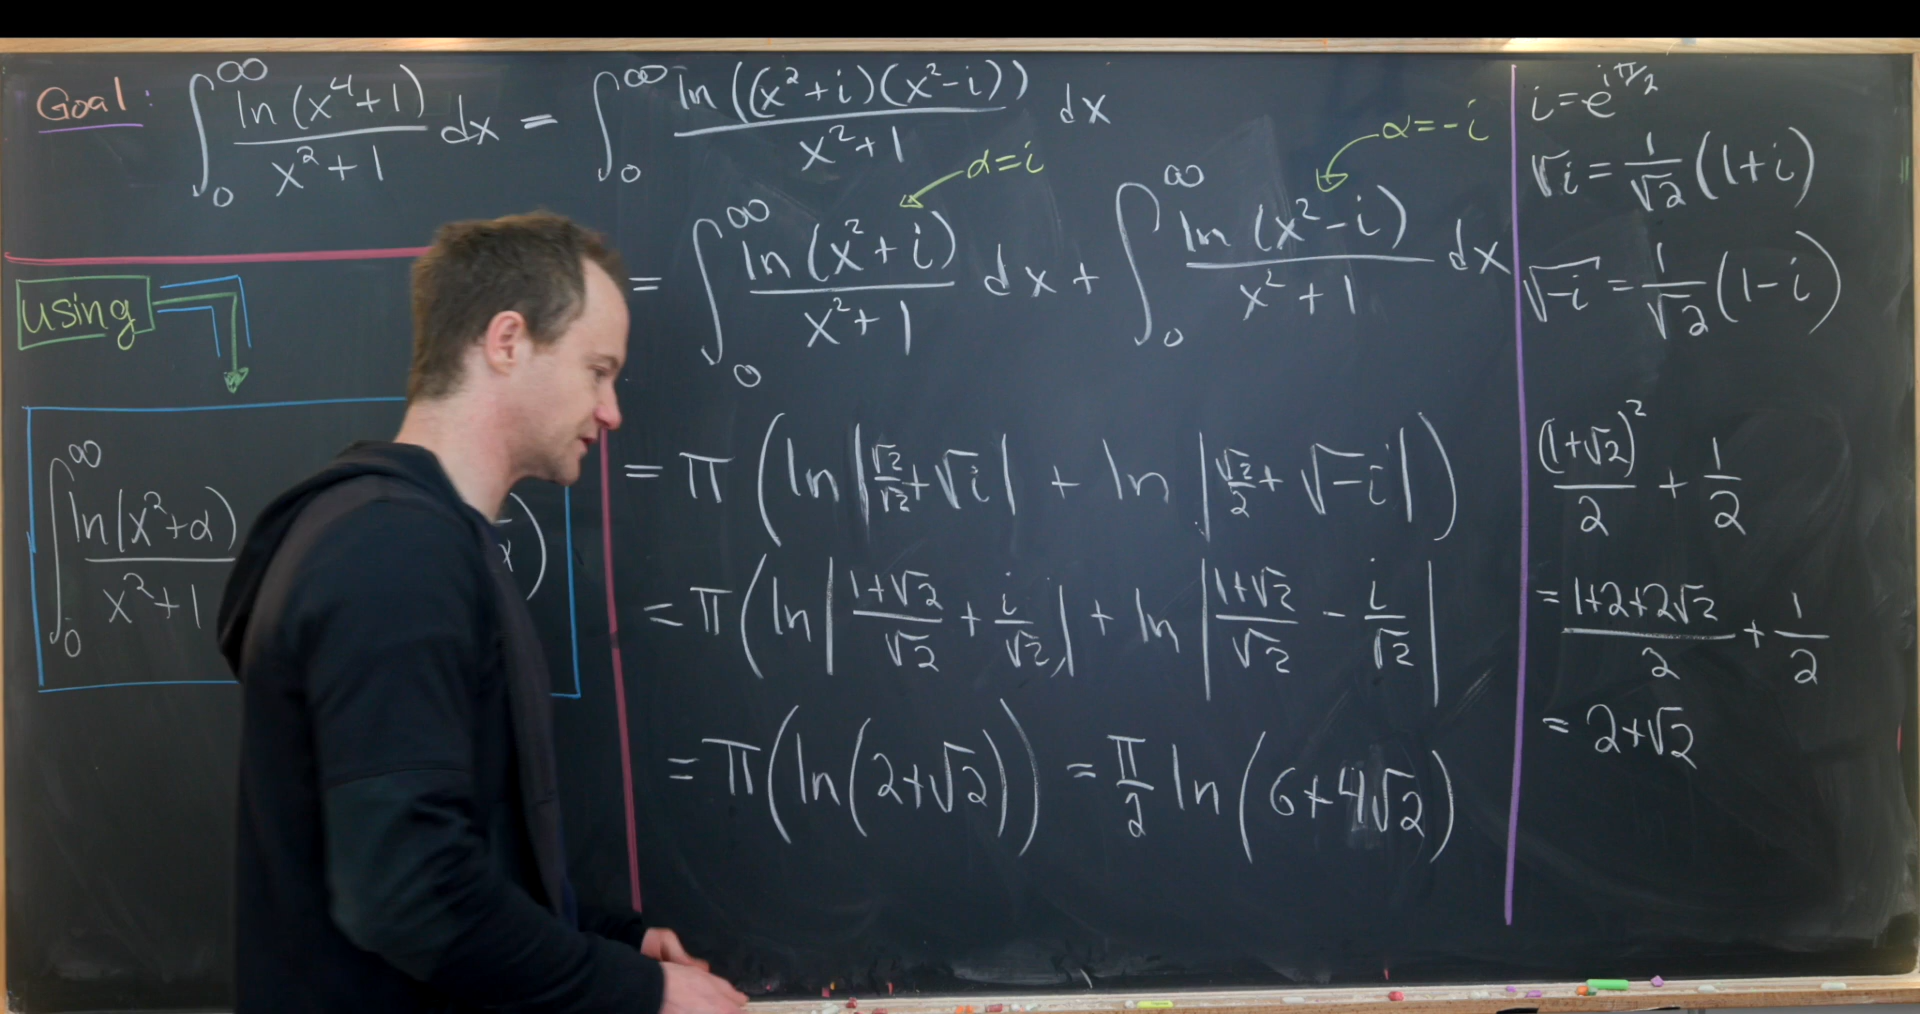 Goal: ∫₀^∞ ln(x⁴+1)/(x²+1) dx = ∫₀^∞ ln((x²+i)(x²-i))/(x²+1) dx
α=i
α=-i
= ∫₀^∞ ln(x²+i)/(x²+1) dx + ∫₀^∞ ln(x²-i)/(x²+1) dx
= π(ln|√2/√2+√i| + ln|√2/2+√-i|)
= π(ln|(1+√2)/√2 + i/√2| + ln|(1+√2)/√2 - i/√2|
= π(ln(2+√2)) = π/2 ln(6+4√2)
using
∫₀^∞ ln(x²+α)/(x²+1)
i=e^(iπ/2)
√i = 1/√2 (1+i)
√-i = 1/√2 (1-i)
(1+√2)²/2 + 1/2
= (1+2+2√2)/2 + 1/2
= 2+√2